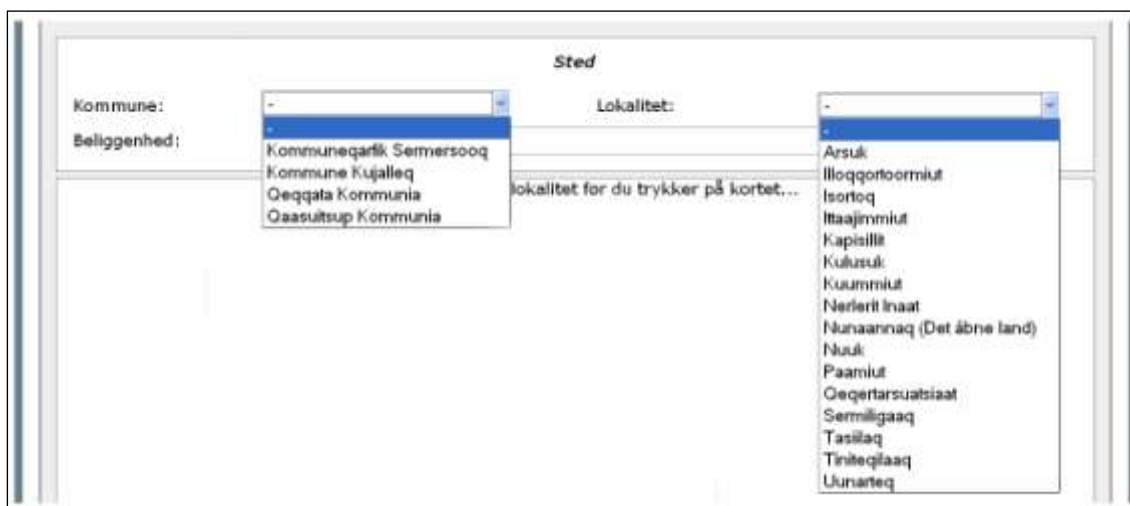 Sted
Kommune:
-
Lokalitet:
-
Beliggenhed:
-
Kommuneqarfik Sermersooq
Kommune Kujalleq
Qeqqata Kommunia
Qaasuitsup Kommunia
lokalitet før du trykker på kortet...
-
Arsuk
Illoqqortoormiut
Isortoq
Ittaajimmiut
Kapisillit
Kulusuk
Kuummiut
Nerlerit Inaat
Nunaannaq (Det åbne land)
Nuuk
Paamiut
Qeqertarsuatsiaat
Sermiligaaq
Tasiilaq
Tiniteqilaaq
Uunarteq